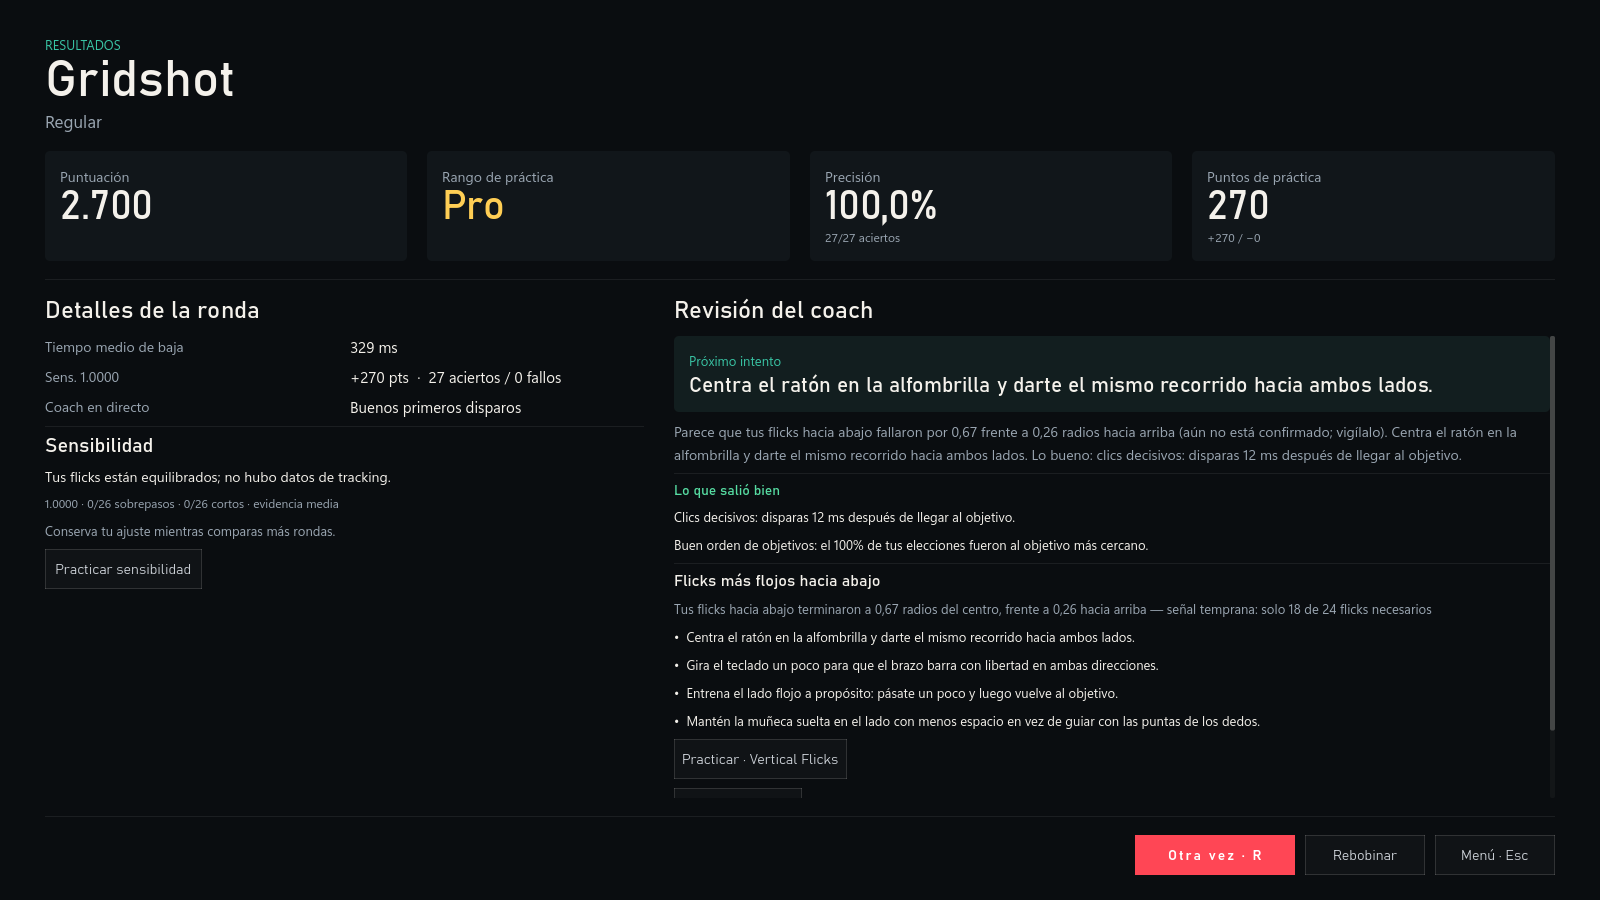 RESULTADOS
Gridshot
Regular
Puntuación
2.700
Rango de práctica
Pro
Precisión
100,0%
27/27 aciertos
Puntos de práctica
270
+270 / −0
Detalles de la ronda
Tiempo medio de baja
329 ms
Sens. 1.0000
+270 pts · 27 aciertos / 0 fallos
Coach en directo
Buenos primeros disparos
Sensibilidad
Tus flicks están equilibrados; no hubo datos de tracking.
1.0000 · 0/26 sobrepasos · 0/26 cortos · evidencia media
Conserva tu ajuste mientras comparas más rondas.
Practicar sensibilidad
Revisión del coach
Próximo intento
Centra el ratón en la alfombrilla y darte el mismo recorrido hacia ambos lados.
Parece que tus flicks hacia abajo fallaron por 0,67 frente a 0,26 radios hacia arriba (aún no está confirmado; vigílalo). Centra el ratón en la
alfombrilla y darte el mismo recorrido hacia ambos lados. Lo bueno: clics decisivos: disparas 12 ms después de llegar al objetivo.
Lo que salió bien
Clics decisivos: disparas 12 ms después de llegar al objetivo.
Buen orden de objetivos: el 100% de tus elecciones fueron al objetivo más cercano.
Flicks más flojos hacia abajo
Tus flicks hacia abajo terminaron a 0,67 radios del centro, frente a 0,26 hacia arriba — señal temprana: solo 18 de 24 flicks necesarios
• Centra el ratón en la alfombrilla y darte el mismo recorrido hacia ambos lados.
• Gira el teclado un poco para que el brazo barra con libertad en ambas direcciones.
• Entrena el lado flojo a propósito: pásate un poco y luego vuelve al objetivo.
• Mantén la muñeca suelta en el lado con menos espacio en vez de guiar con las puntas de los dedos.
Practicar · Vertical Flicks
Otra vez · R
Rebobinar
Menú · Esc